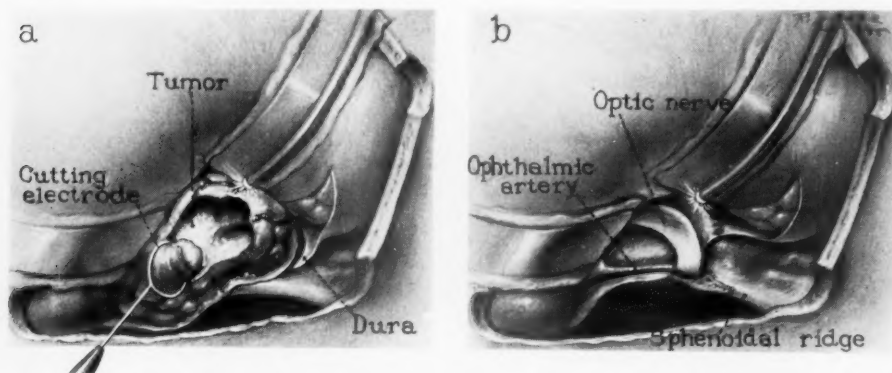 a
Tumor
Cutting
electrode
Dura
b
Optic nerve
Ophthalmic
artery
Sphenoidal ridge